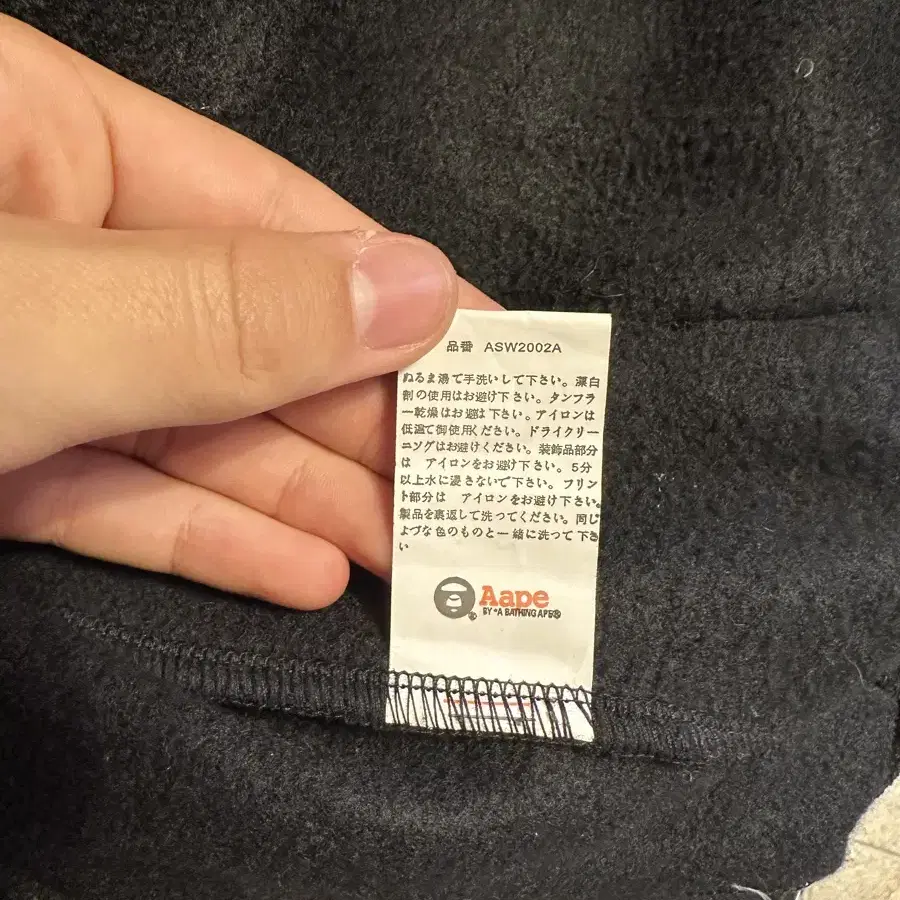 品番 ASW2002A
ぬるま湯で手洗いして下さい。漂白
剤の使用はお避け下さい。タンブラ
ー乾燥はお避け下さい。アイロンは
低温で御使用ください。ドライクリー
ニングはお避けください。装飾品部分
は アイロンをお避け下さい。5分
以上水に浸きないで下さい。フリン
ト部分は アイロンをお避け下さい。
製品を裏返して洗ってください。同じ
よづな色のものと一緒に洗って下さ
い
Aape
BY *A BATHING APE®